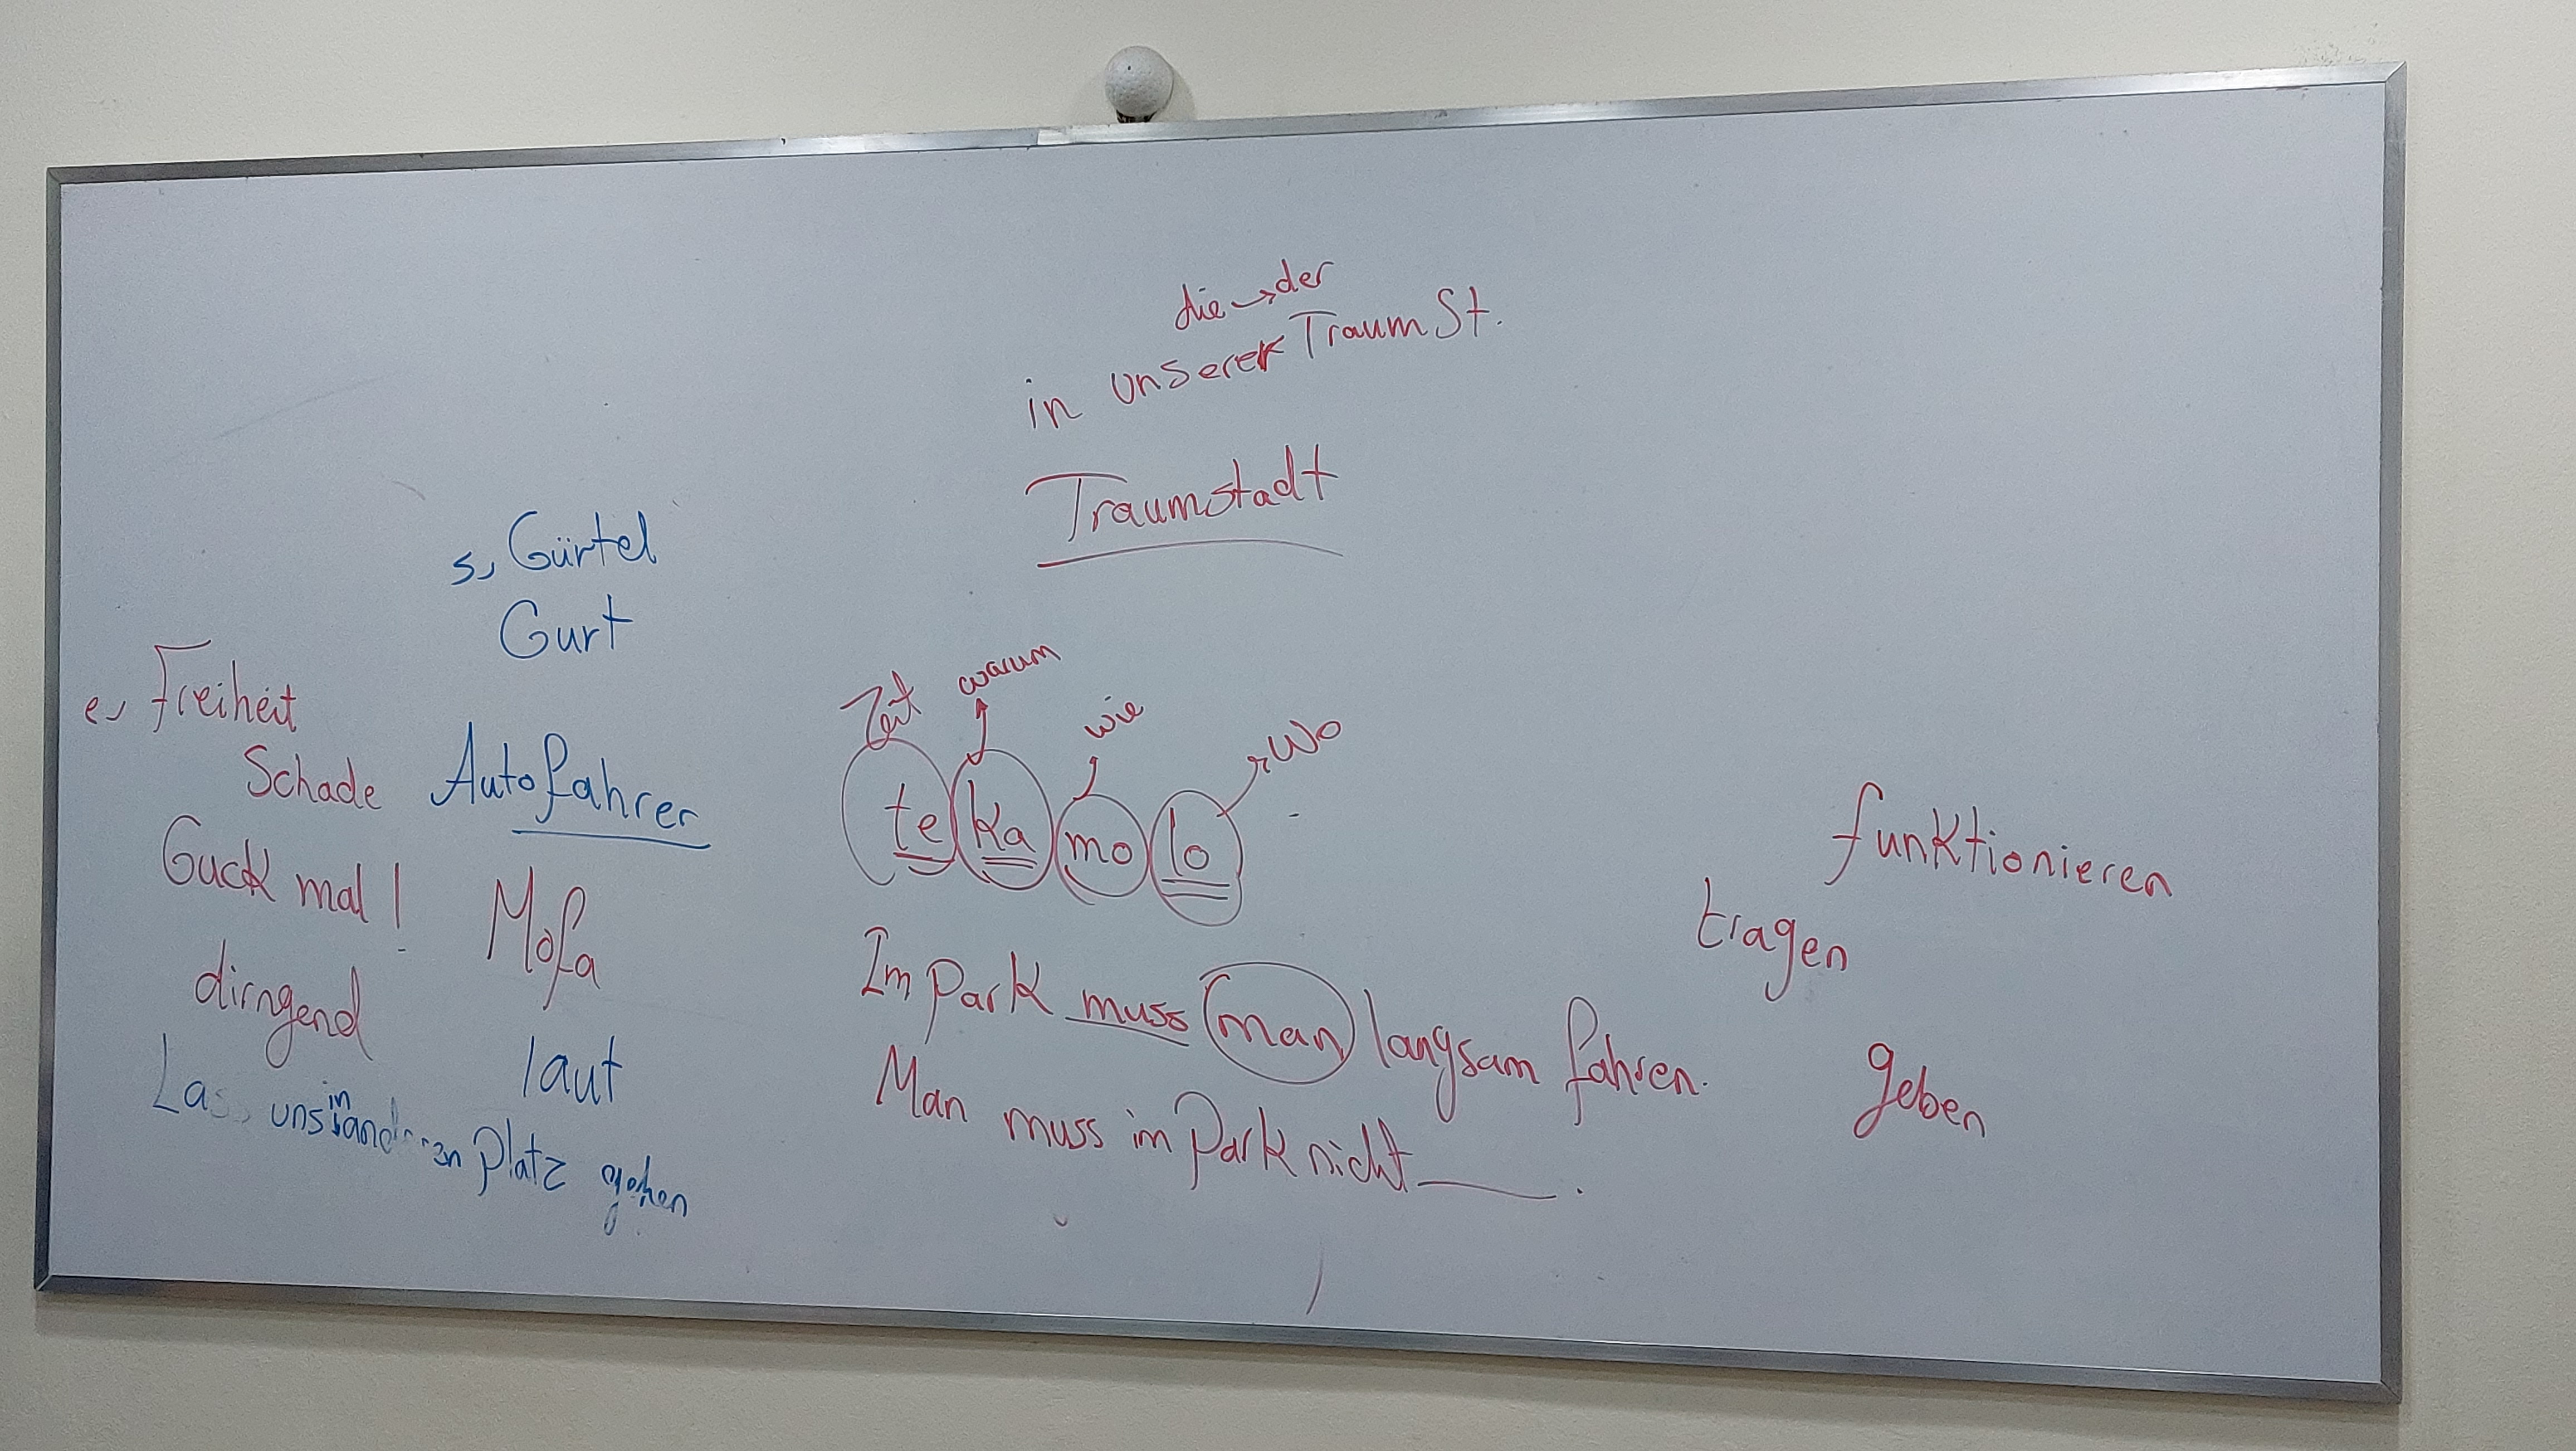 die → der
in unserer Traum St.
Traumstadt
s, Gürtel
Gurt
e, Freiheit
Schade
Autofahrer
Guck mal!
Mofa
dirngend
laut
uns in
Platz gehen
Zeit
warum
wie
Wo
te ka mo lo
Im Park muss man langsam fahren.
Man muss im Park nicht ____.
funktionieren
tragen
geben